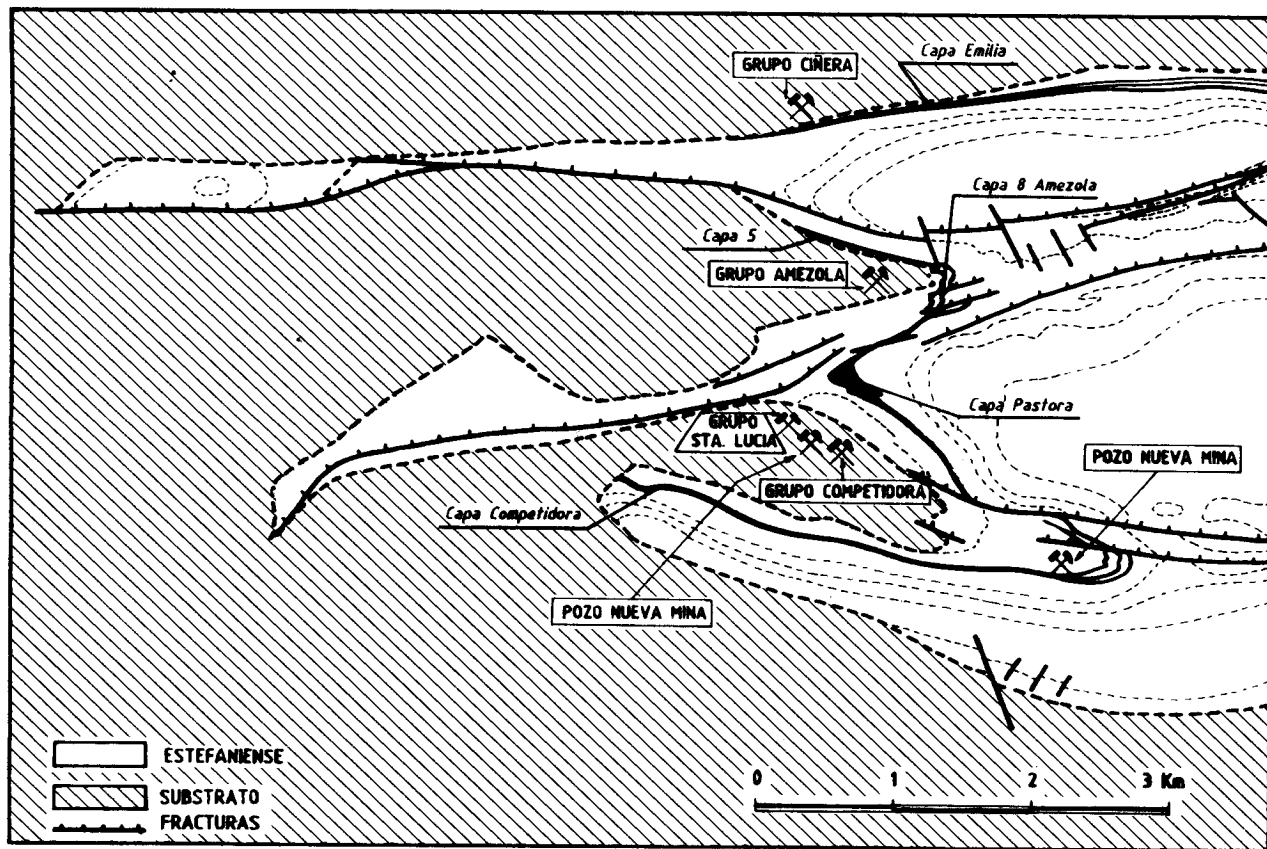 Capa Emilia
GRUPO CIÑERA
Capa 8 Amezola
Capa 5
GRUPO AMEZOLA
Capa Pastora
GRUPO
STA. LUCIA
POZO NUEVA MINA
GRUPO COMPETIDORA
Capa Competidora
POZO NUEVA MINA
ESTEFANIENSE
SUBSTRATO
FRACTURAS
0 1 2 3 Km